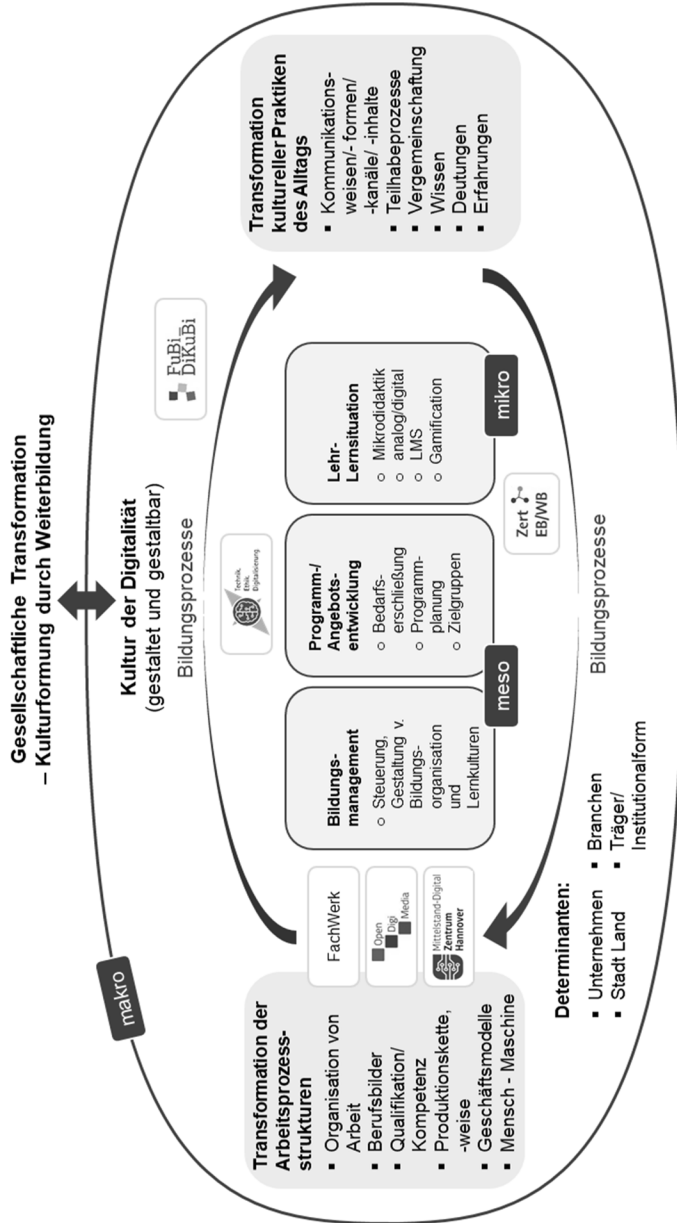 Gesellschaftliche Transformation
– Kulturformung durch Weiterbildung
makro
Kultur der Digitalität
(gestaltet und gestaltbar)
Bildungsprozesse
FuBi_
DiKuBi
Technik.
Ethik.
Digitalisierung
Transformation der
Arbeitsprozess-
strukturen
▪ Organisation von
Arbeit
▪ Berufsbilder
▪ Qualifikation/
Kompetenz
▪ Produktionskette,
-weise
▪ Geschäftsmodelle
▪ Mensch - Maschine
FachWerk
Open
Digi
Media
Mittelstand-Digital
Zentrum
Hannover
Bildungs-
management
○ Steuerung,
Gestaltung v.
Bildungs-
organisation
und
Lernkulturen
Programm-/
Angebots-
entwicklung
○ Bedarfs-
erschließung
○ Programm-
planung
○ Zielgruppen
meso
Lehr-
Lernsituation
○ Mikrodidaktik
○ analog/digital
○ LMS
○ Gamification
mikro
Transformation
kultureller Praktiken
des Alltags
▪ Kommunikations-
weisen/- formen/
-kanäle/ -inhalte
▪ Teilhabeprozesse
▪ Vergemeinschaftung
▪ Wissen
▪ Deutungen
▪ Erfahrungen
Zert
EB/WB
Bildungsprozesse
Determinanten:
▪ Unternehmen
▪ Stadt Land
▪ Branchen
▪ Träger/
Institutionalform